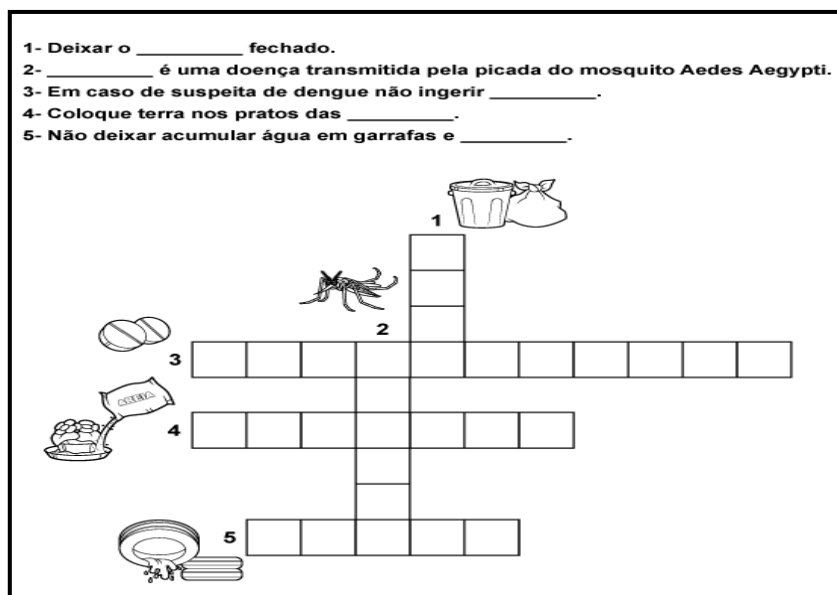 1- Deixar o __________ fechado.
2- __________ é uma doença transmitida pela picada do mosquito Aedes Aegypti.
3- Em caso de suspeita de dengue não ingerir __________.
4- Coloque terra nos pratos das __________.
5- Não deixar acumular água em garrafas e __________.
1
2
3
AREIA
4
5